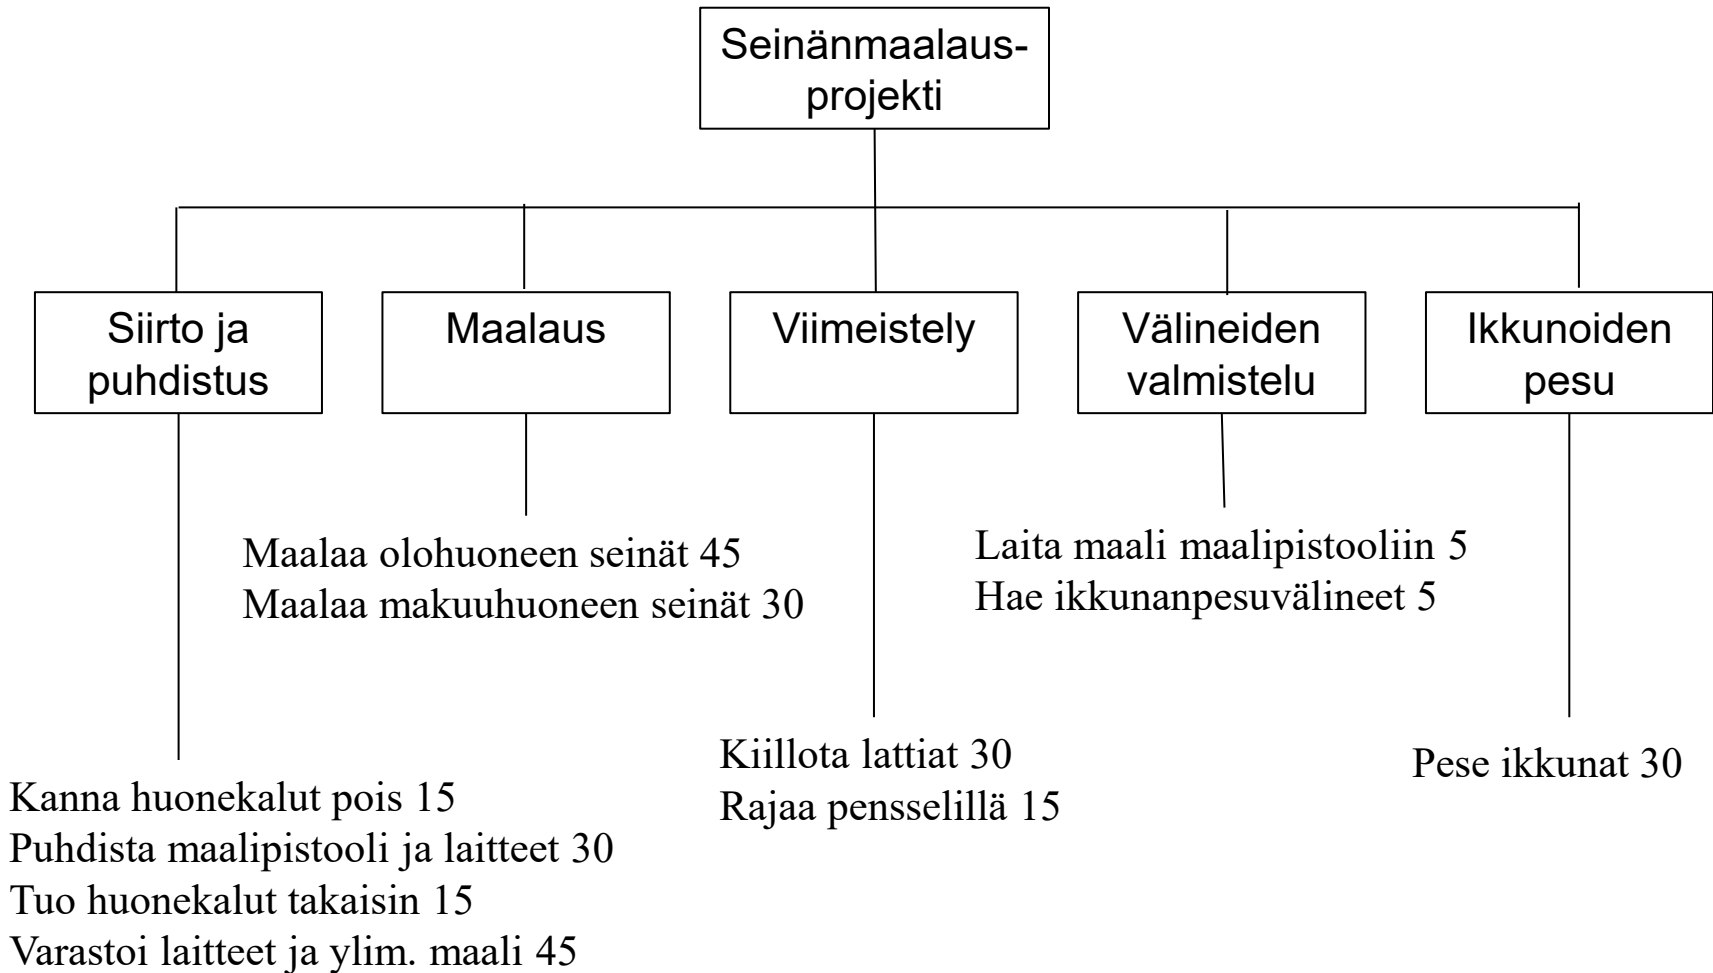 Seinänmaalaus-
projekti
Siirto ja
puhdistus
Maalaus
Viimeistely
Välineiden
valmistelu
Ikkunoiden
pesu
Maalaa olohuoneen seinät 45
Maalaa makuuhuoneen seinät 30
Laita maali maalipistooliin 5
Hae ikkunanpesuvälineet 5
Kiillota lattiat 30
Rajaa pensselillä 15
Pese ikkunat 30
Kanna huonekalut pois 15
Puhdista maalipistooli ja laitteet 30
Tuo huonekalut takaisin 15
Varastoi laitteet ja ylim. maali 45